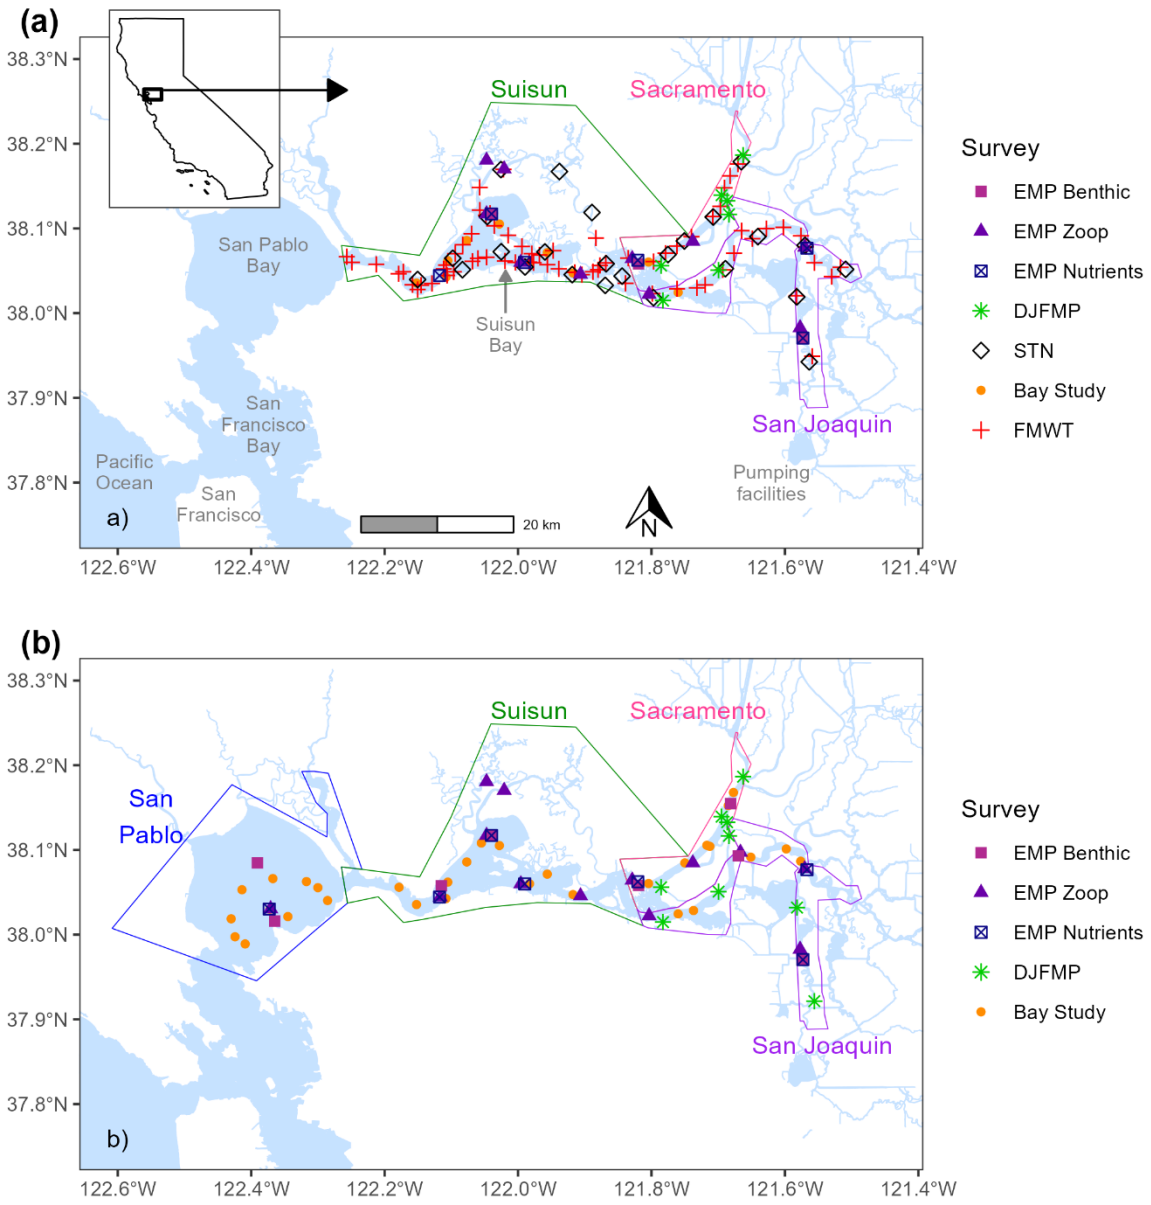 (a)
38.3°N
38.2°N
38.1°N
38.0°N
37.9°N
37.8°N
Suisun
Sacramento
San Pablo
Bay
Suisun
Bay
San
Francisco
Bay
San Joaquin
Pacific
Ocean
San
Francisco
Pumping
facilities
a)
20 km
N
122.6°W
122.4°W
122.2°W
122.0°W
121.8°W
121.6°W
121.4°W
Survey
EMP Benthic
EMP Zoop
EMP Nutrients
DJFMP
STN
Bay Study
FMWT
(b)
38.3°N
38.2°N
38.1°N
38.0°N
37.9°N
37.8°N
Suisun
Sacramento
San
Pablo
San Joaquin
b)
122.6°W
122.4°W
122.2°W
122.0°W
121.8°W
121.6°W
121.4°W
Survey
EMP Benthic
EMP Zoop
EMP Nutrients
DJFMP
Bay Study